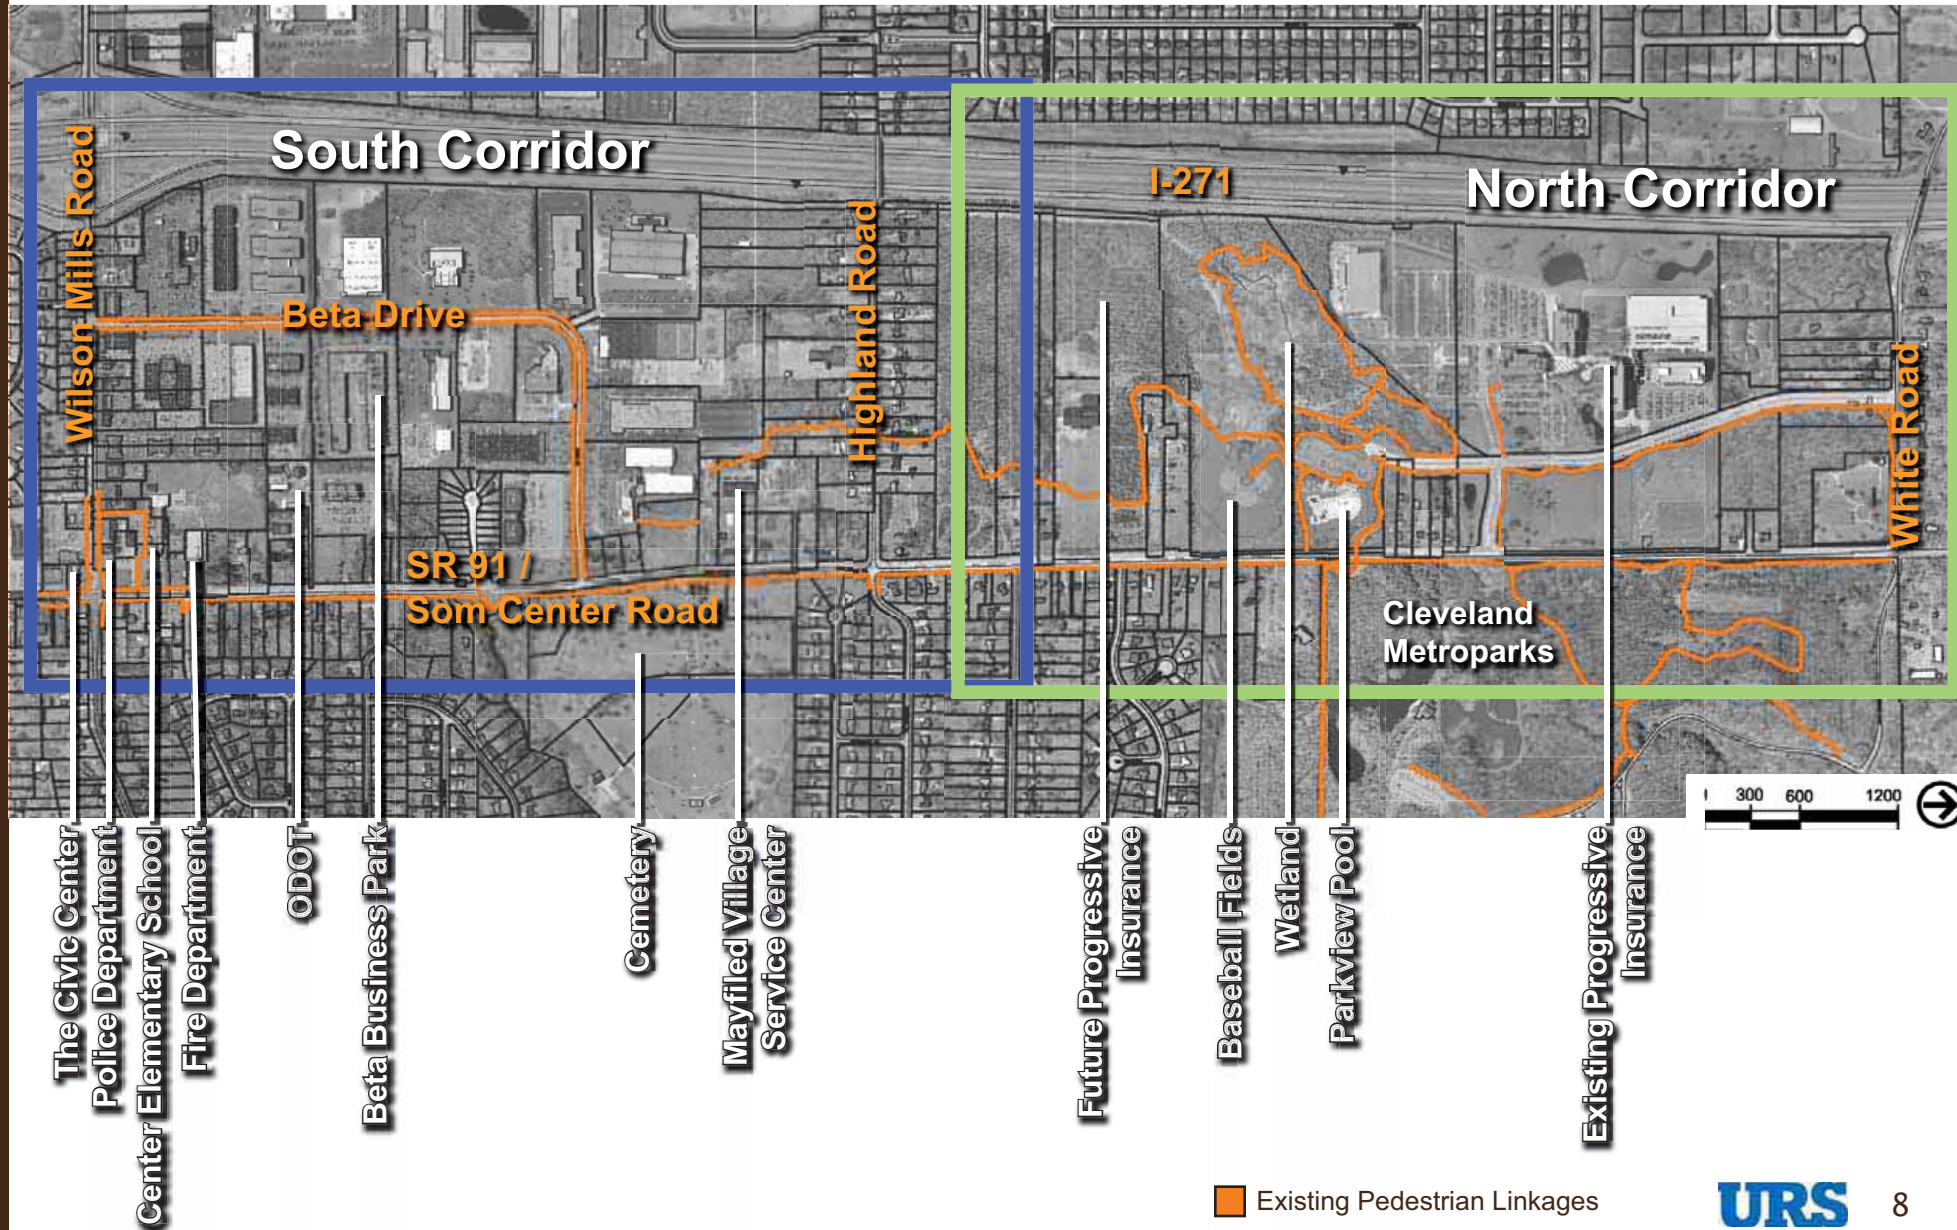 South Corridor
North Corridor
I-271
Wilson Mills Road
Beta Drive
Highland Road
White Road
SR 91 /
Som Center Road
Cleveland
Metroparks
300 600 1200
The Civic Center
Police Department
Center Elementary School
Fire Department
ODOT
Beta Business Park
Cemetery
Mayfiled Village
Service Center
Future Progressive
Insurance
Baseball Fields
Wetland
Parkview Pool
Existing Progressive
Insurance
Existing Pedestrian Linkages
URS
8